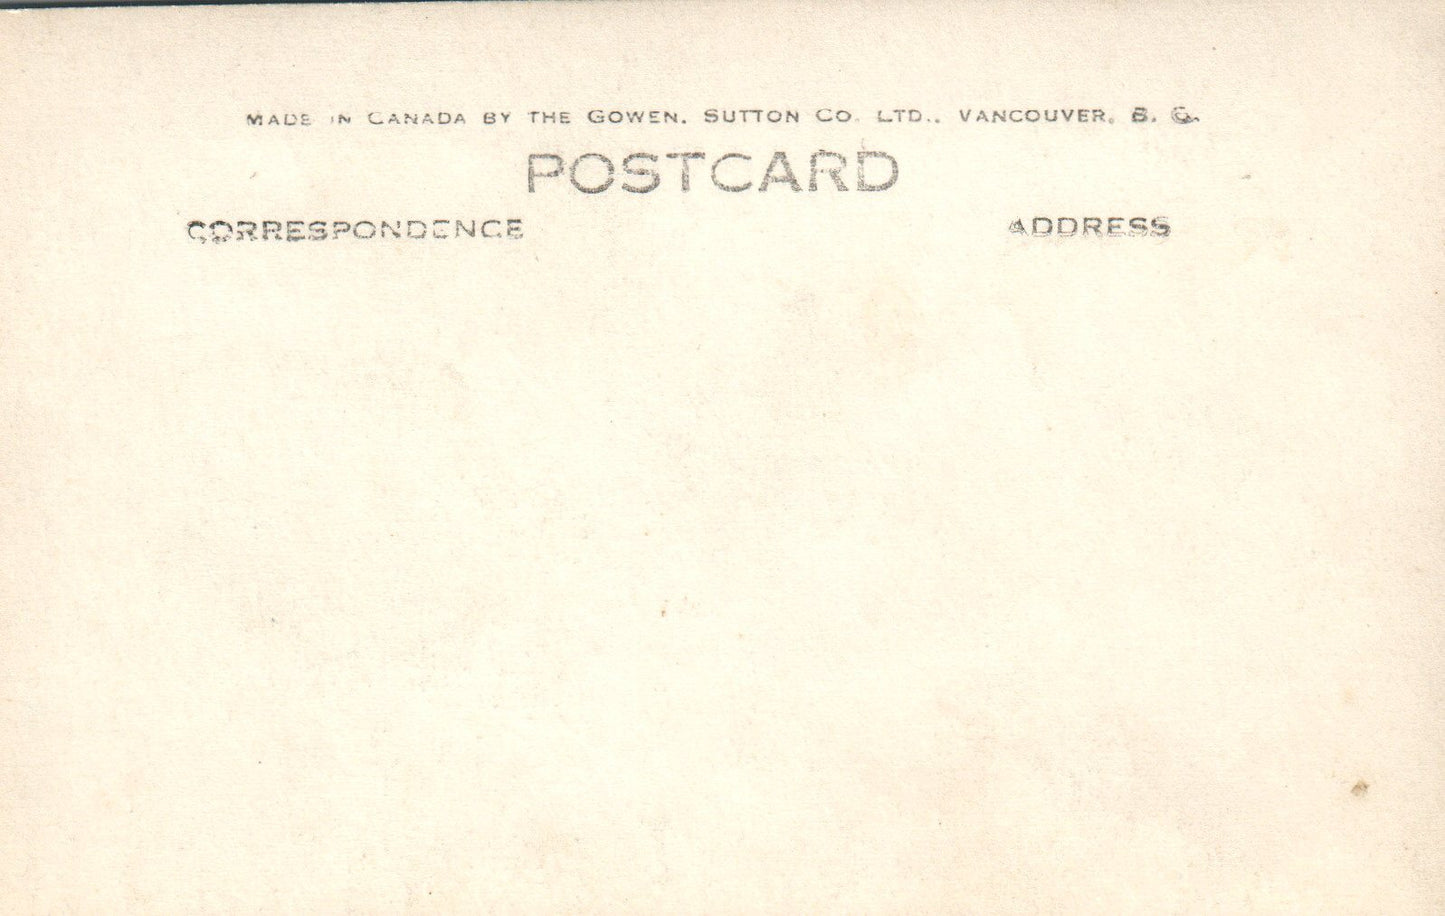 MADE IN CANADA BY THE GOWEN, SUTTON CO. LTD., VANCOUVER, B. C.
POSTCARD
CORRESPONDENCE
ADDRESS